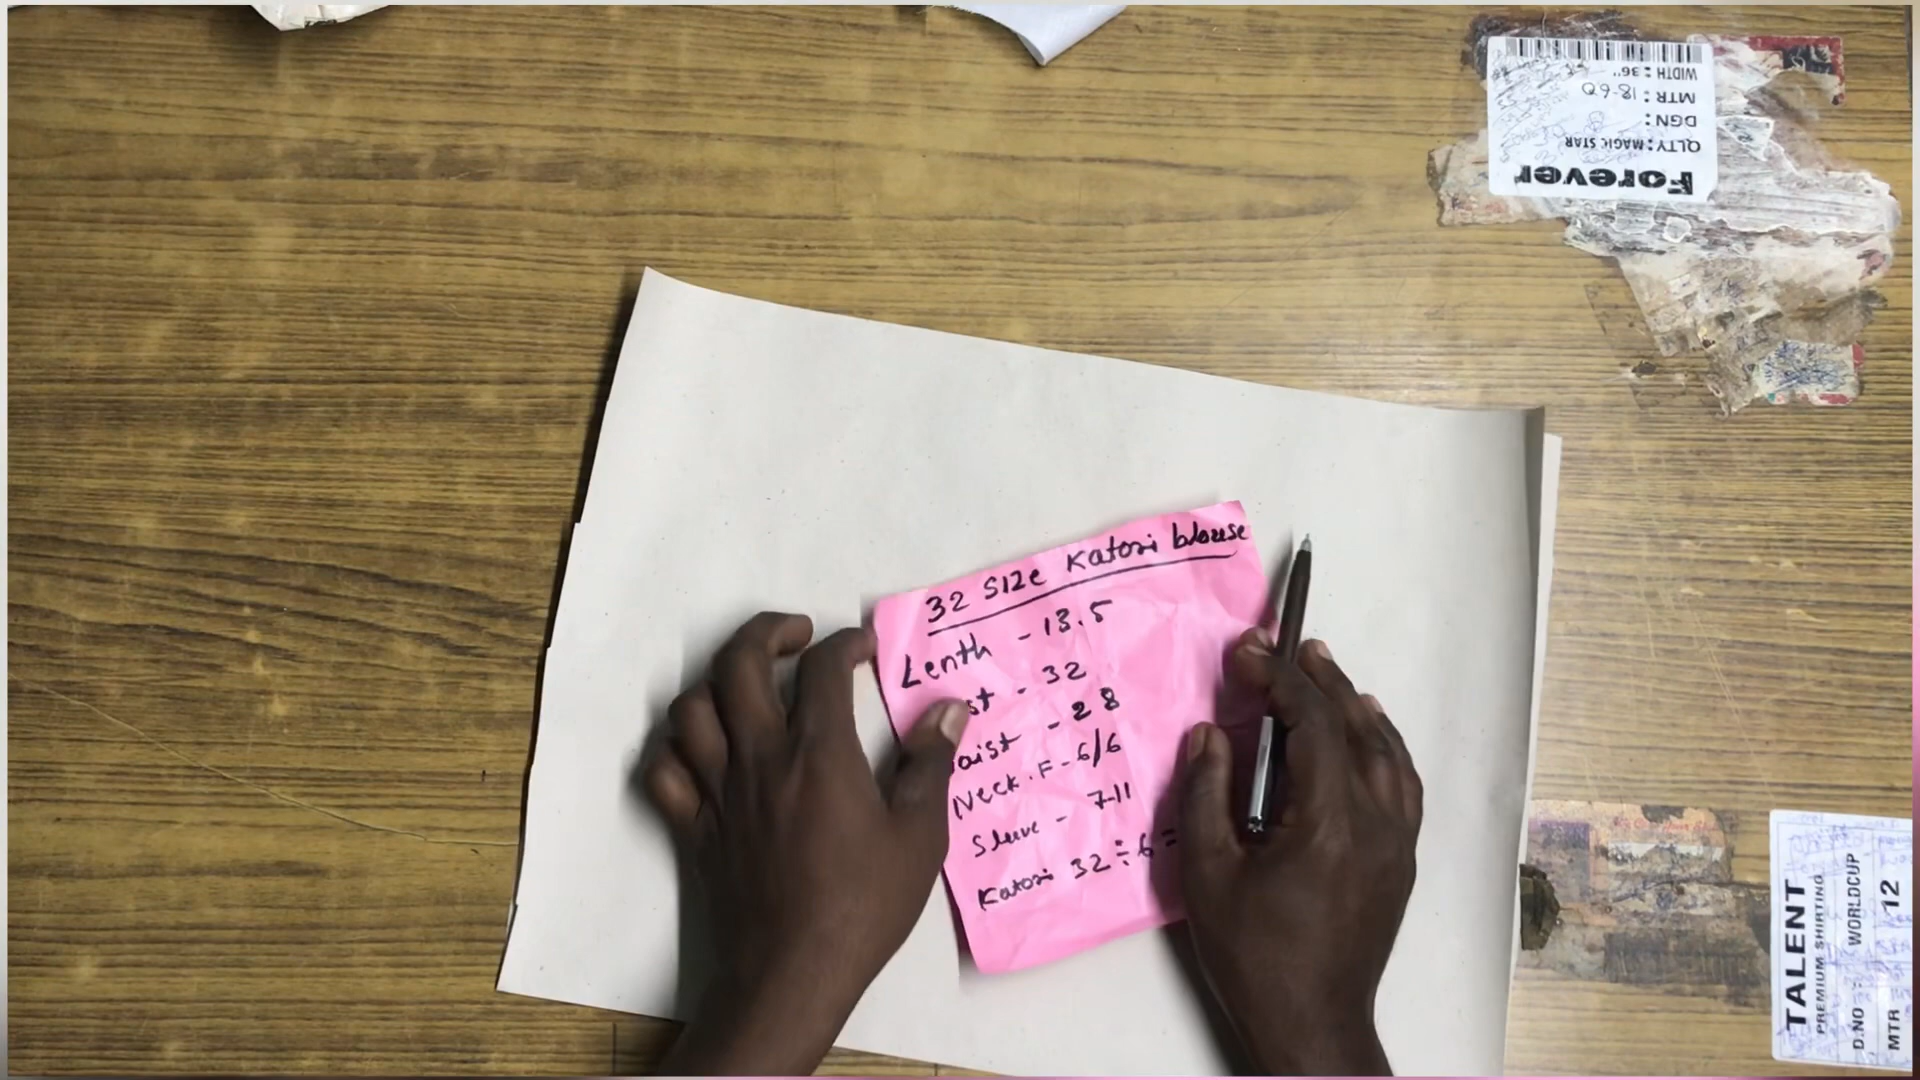 Forever
QLTY: MAGIC STAR
DGN:
MTR: 18-60
WIDTH: 36"
32 SIZE Katori blouse
Lenth - 13.5
st - 32
aist - 28
Neck. F - 6/6
Sleeve - 7-11
Katori 32 ÷ 6 =
TALENT
PREMIUM SHIRTING
D.NO : WORLDCUP
MTR 12